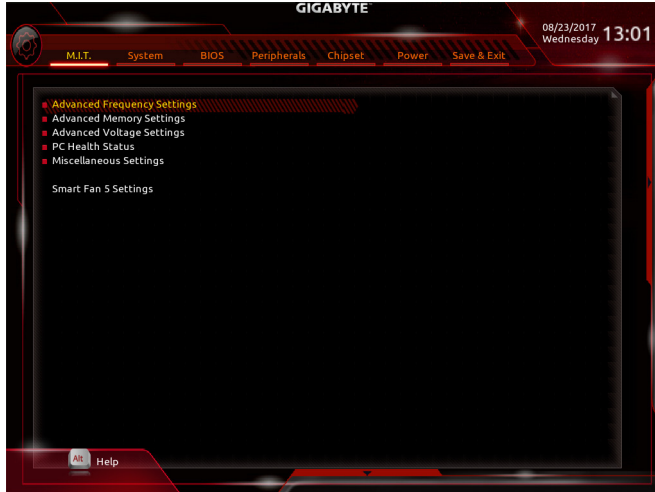 GIGABYTE
08/23/2017
Wednesday
13:01
M.I.T. System BIOS Peripherals Chipset Power Save & Exit
Advanced Frequency Settings
Advanced Memory Settings
Advanced Voltage Settings
PC Health Status
Miscellaneous Settings
Smart Fan 5 Settings
Alt Help